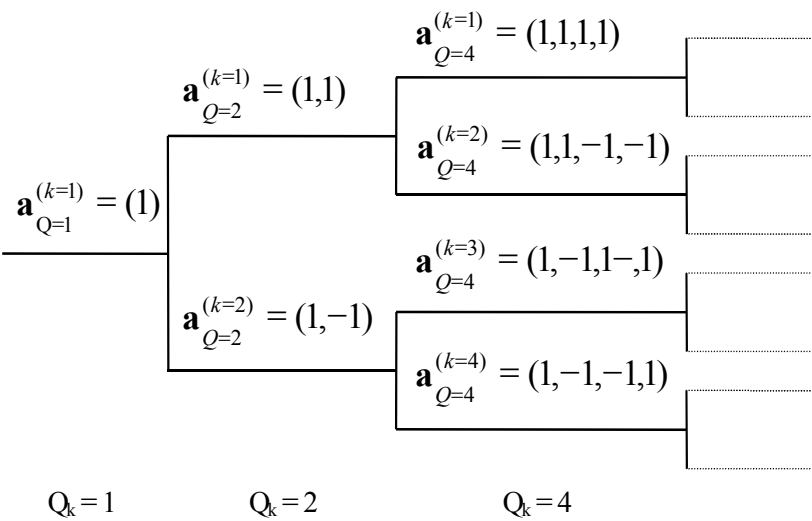 a_{Q=4}^{(k=1)} = (1,1,1,1)
a_{Q=2}^{(k=1)} = (1,1)
a_{Q=4}^{(k=2)} = (1,1,−1,−1)
a_{Q=1}^{(k=1)} = (1)
a_{Q=4}^{(k=3)} = (1,−1,1−,1)
a_{Q=2}^{(k=2)} = (1,−1)
a_{Q=4}^{(k=4)} = (1,−1,−1,1)
Q_k = 1 Q_k = 2 Q_k = 4